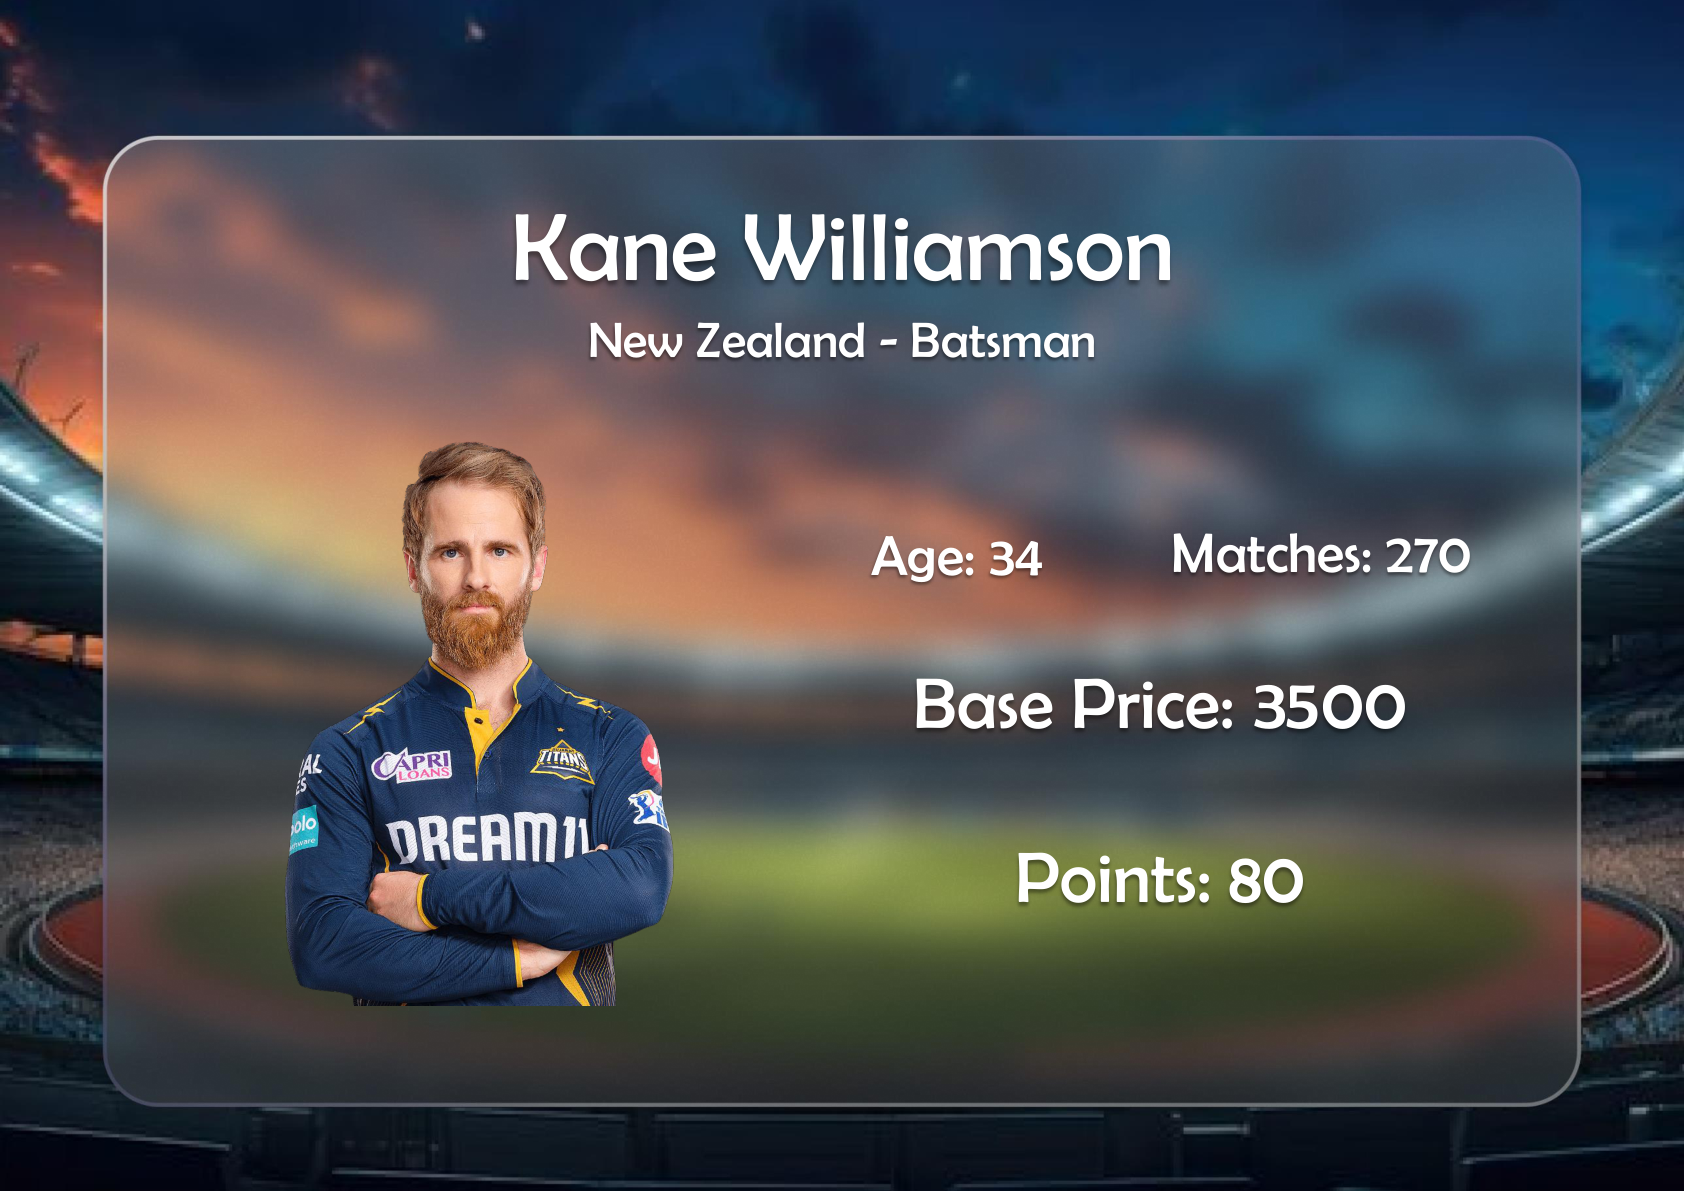 Kane Williamson
New Zealand - Batsman
Age: 34
Matches: 270
Base Price: 3500
Points: 80
CAPRI
LOANS
TITANS
DREAM11